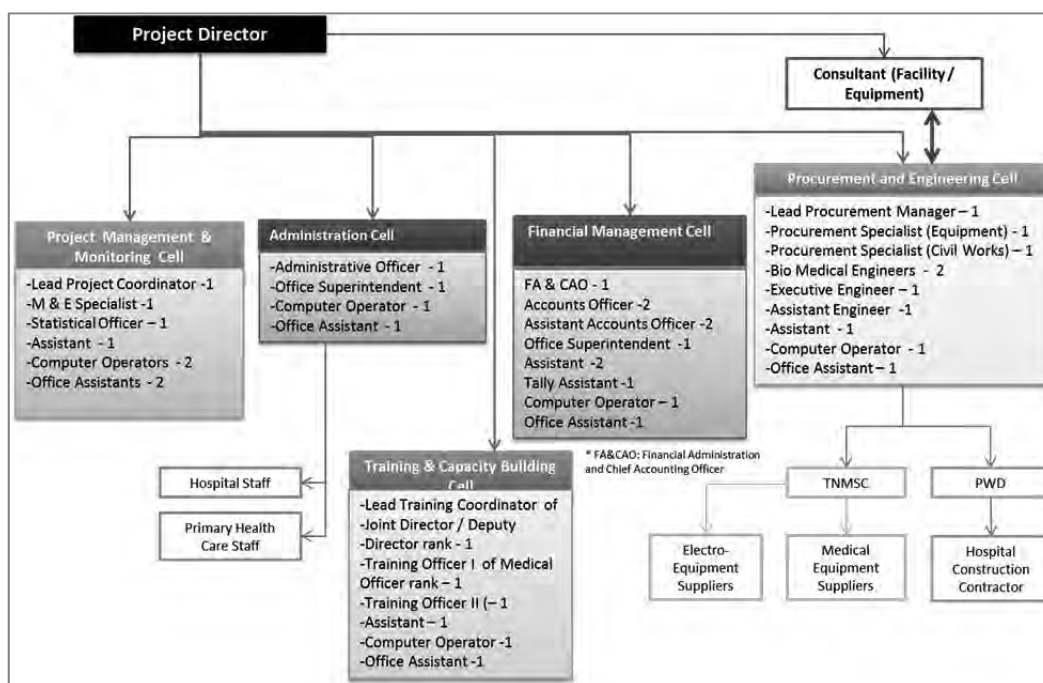 Project Director
Consultant (Facility /
Equipment)
Project Management &
Monitoring Cell
-Lead Project Coordinator -1
-M & E Specialist -1
-Statistical Officer – 1
-Assistant - 1
-Computer Operators - 2
-Office Assistants - 2
Administration Cell
-Administrative Officer - 1
-Office Superintendent - 1
-Computer Operator - 1
-Office Assistant - 1
Hospital Staff
Primary Health
Care Staff
Training & Capacity Building
Cell
-Lead Training Coordinator of
-Joint Director / Deputy
-Director rank - 1
-Training Officer I of Medical
Officer rank – 1
-Training Officer II (– 1
-Assistant – 1
-Computer Operator -1
-Office Assistant -1
Financial Management Cell
FA & CAO - 1
Accounts Officer -2
Assistant Accounts Officer -2
Office Superintendent -1
Assistant -2
Tally Assistant -1
Computer Operator – 1
Office Assistant -1
* FA&CAO: Financial Administration
and Chief Accounting Officer
Procurement and Engineering Cell
-Lead Procurement Manager – 1
-Procurement Specialist (Equipment) - 1
-Procurement Specialist (Civil Works) – 1
-Bio Medical Engineers - 2
-Executive Engineer – 1
-Assistant Engineer -1
-Assistant - 1
-Computer Operator - 1
-Office Assistant – 1
TNMSC
PWD
Electro-
Equipment
Suppliers
Medical
Equipment
Suppliers
Hospital
Construction
Contractor